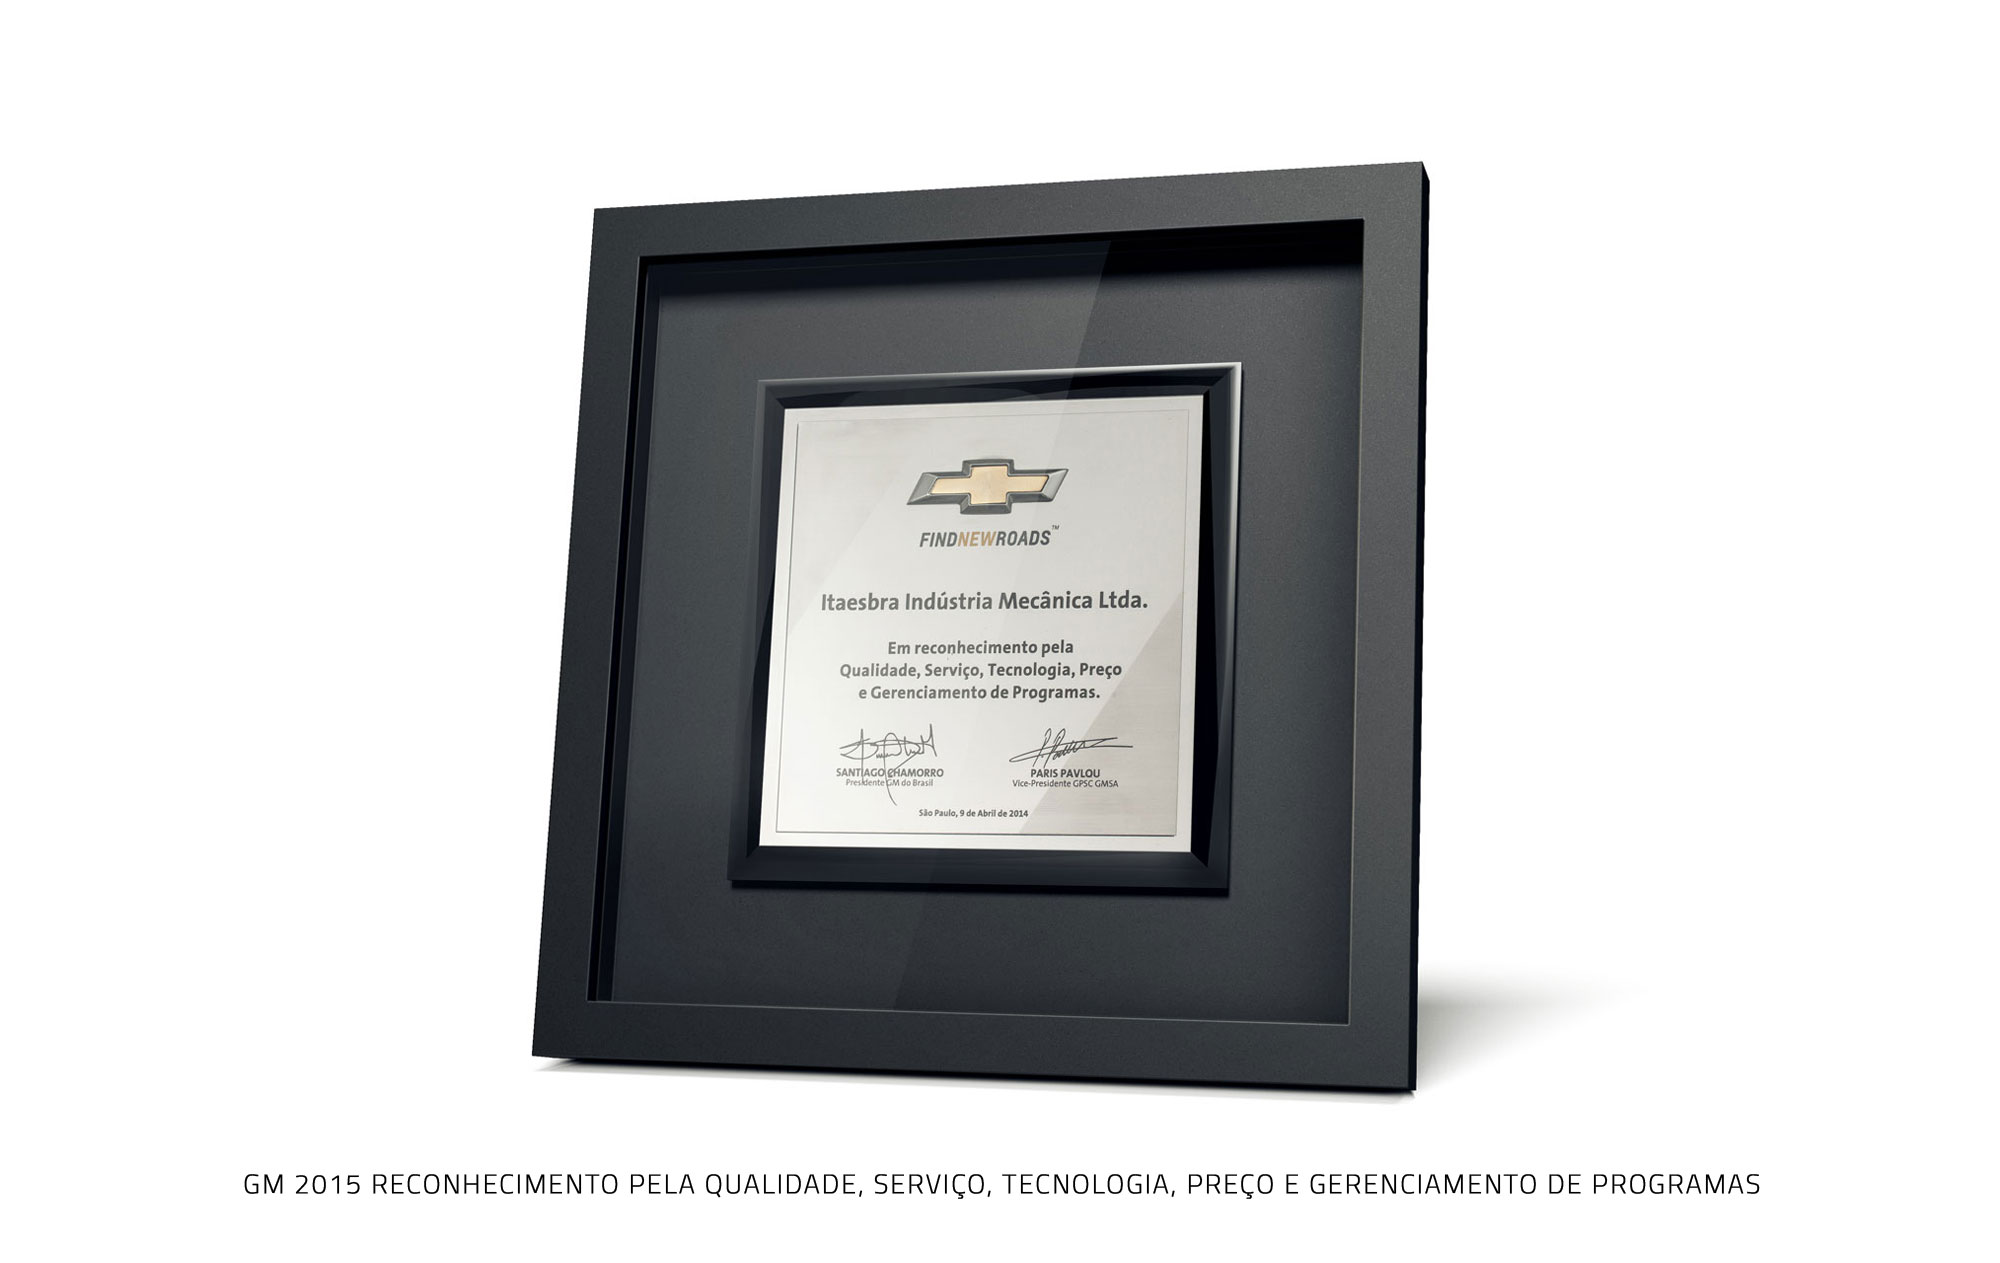 FINDNEWROADS™
Itaesbra Indústria Mecânica Ltda.
Em reconhecimento pela
Qualidade, Serviço, Tecnologia, Preço
e Gerenciamento de Programas.
SANTIAGO CHAMORRO
Presidente GM do Brasil
PARIS PAVLOU
Vice-Presidente GPSC GMSA
São Paulo, 9 de Abril de 2014
GM 2015 RECONHECIMENTO PELA QUALIDADE, SERVIÇO, TECNOLOGIA, PREÇO E GERENCIAMENTO DE PROGRAMAS